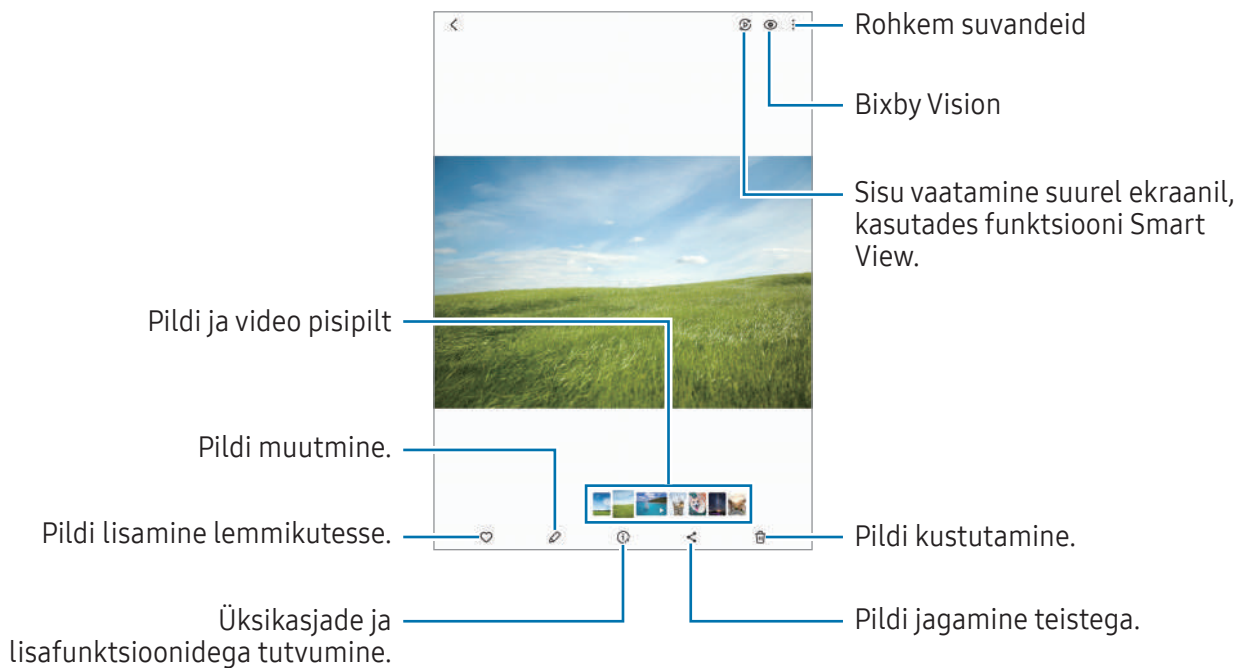 Rohkem suvandeid
Bixby Vision
Sisu vaatamine suurel ekraanil,
kasutades funktsiooni Smart
View.
Pildi ja video pisipilt
Pildi muutmine.
Pildi lisamine lemmikutesse.
Pildi kustutamine.
Üksikasjade ja
lisafunktsioonidega tutvumine.
Pildi jagamine teistega.